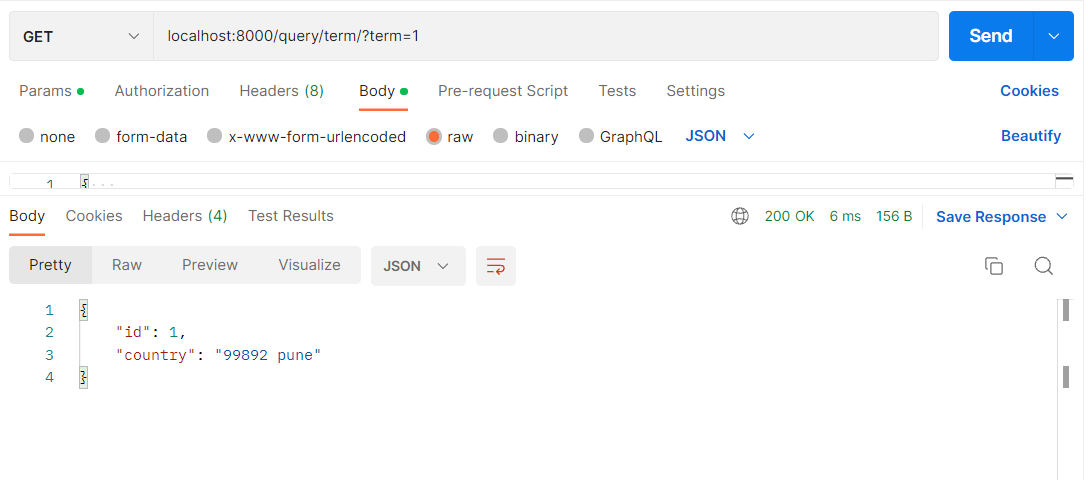 GET localhost:8000/query/term/?term=1 Send
Params Authorization Headers (8) Body Pre-request Script Tests Settings Cookies
none form-data x-www-form-urlencoded raw binary GraphQL JSON Beautify
1 {...
Body Cookies Headers (4) Test Results 200 OK 6 ms 156 B Save Response
Pretty Raw Preview Visualize JSON
1 {
2 "id": 1,
3 "country": "99892 pune"
4 }